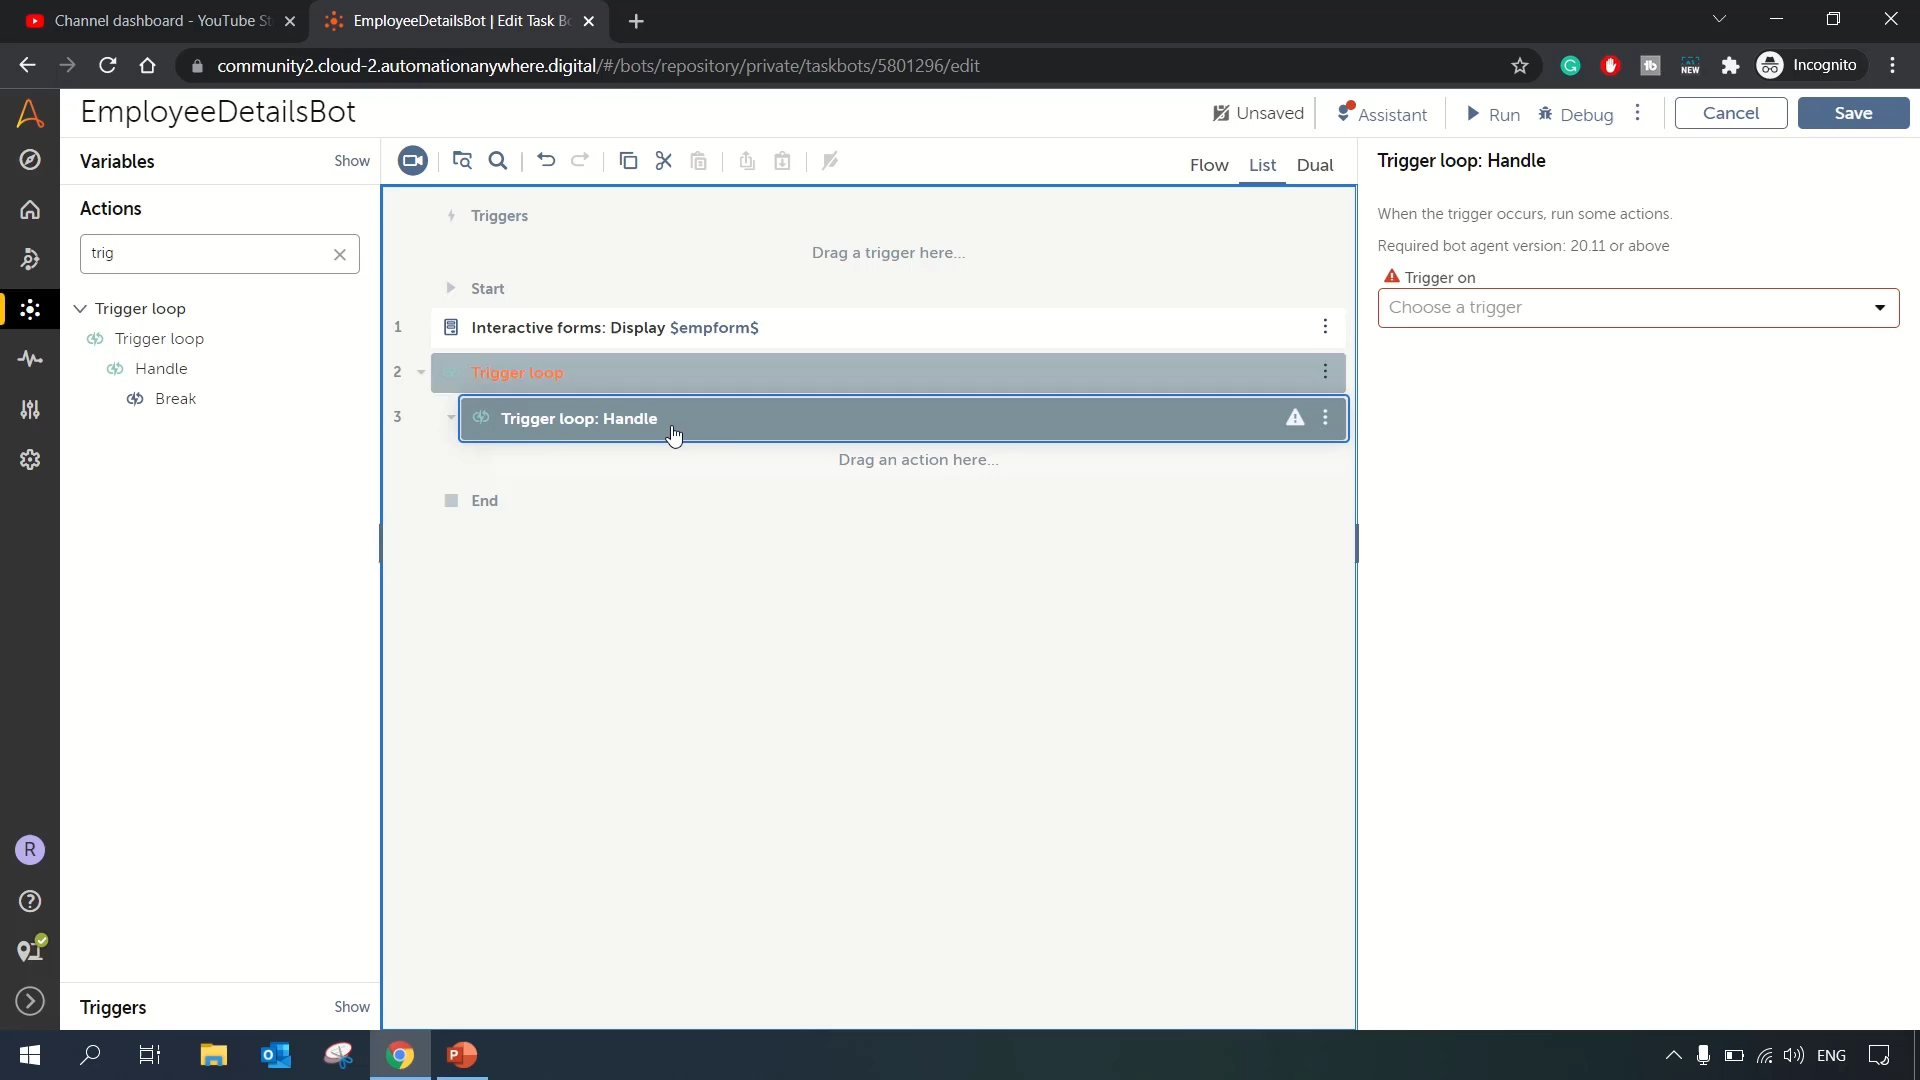 Channel dashboard - YouTube St
EmployeeDetailsBot | Edit Task Bo
community2.cloud-2.automationanywhere.digital/#/bots/repository/private/taskbots/5801296/edit
Incognito
EmployeeDetailsBot
Unsaved
Assistant
Run
Debug
Cancel
Save
Variables
Show
Flow
List
Dual
Trigger loop: Handle
Actions
trig
Trigger loop
Trigger loop
Handle
Break
Triggers
Drag a trigger here...
Start
1
Interactive forms: Display $empform$
2
Trigger loop
3
Trigger loop: Handle
Drag an action here...
End
When the trigger occurs, run some actions.
Required bot agent version: 20.11 or above
Trigger on
Choose a trigger
R
Triggers
Show
ENG